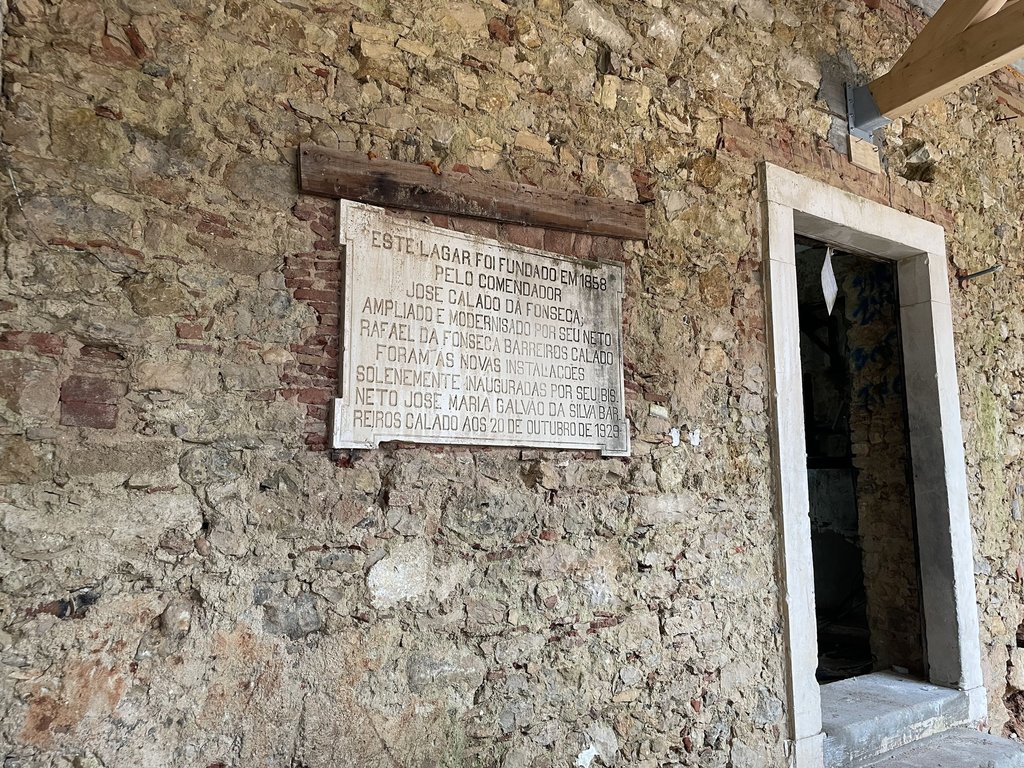 ESTE LAGAR FOI FUNDADO EM 1858
PELO COMENDADOR
JOSE CALADO DA FONSECA,
AMPLIADO E MODERNISADO POR SEU NETO
RAFAEL DA FONSECA BARREIROS CALADO
FORAM AS NOVAS INSTALAÇOES
SOLENEMENTE INAUGURADAS POR SEU BIS
NETO JOSE MARIA GALVAO DA SILVA BAR
REIROS CALADO AOS 20 DE OUTUBRO DE 1929